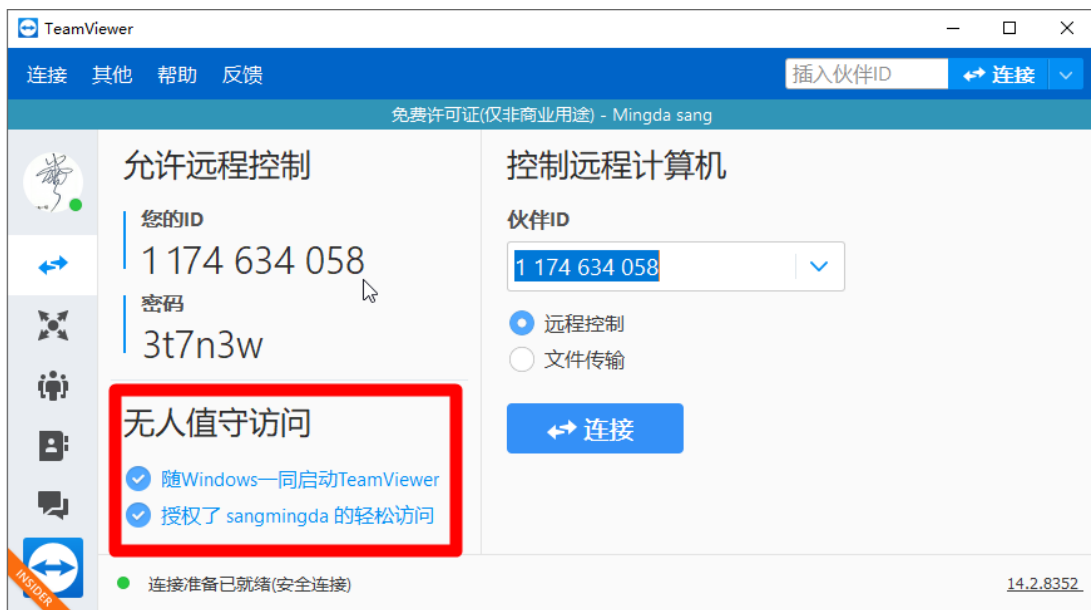 TeamViewer
连接 其他 帮助 反馈
插入伙伴ID
连接
免费许可证(仅非商业用途) - Mingda sang
允许远程控制
您的ID
1 174 634 058
密码
3t7n3w
无人值守访问
随Windows一同启动TeamViewer
授权了 sangmingda 的轻松访问
控制远程计算机
伙伴ID
1 174 634 058
远程控制
文件传输
连接
INSIDER
连接准备已就绪(安全连接)
14.2.8352